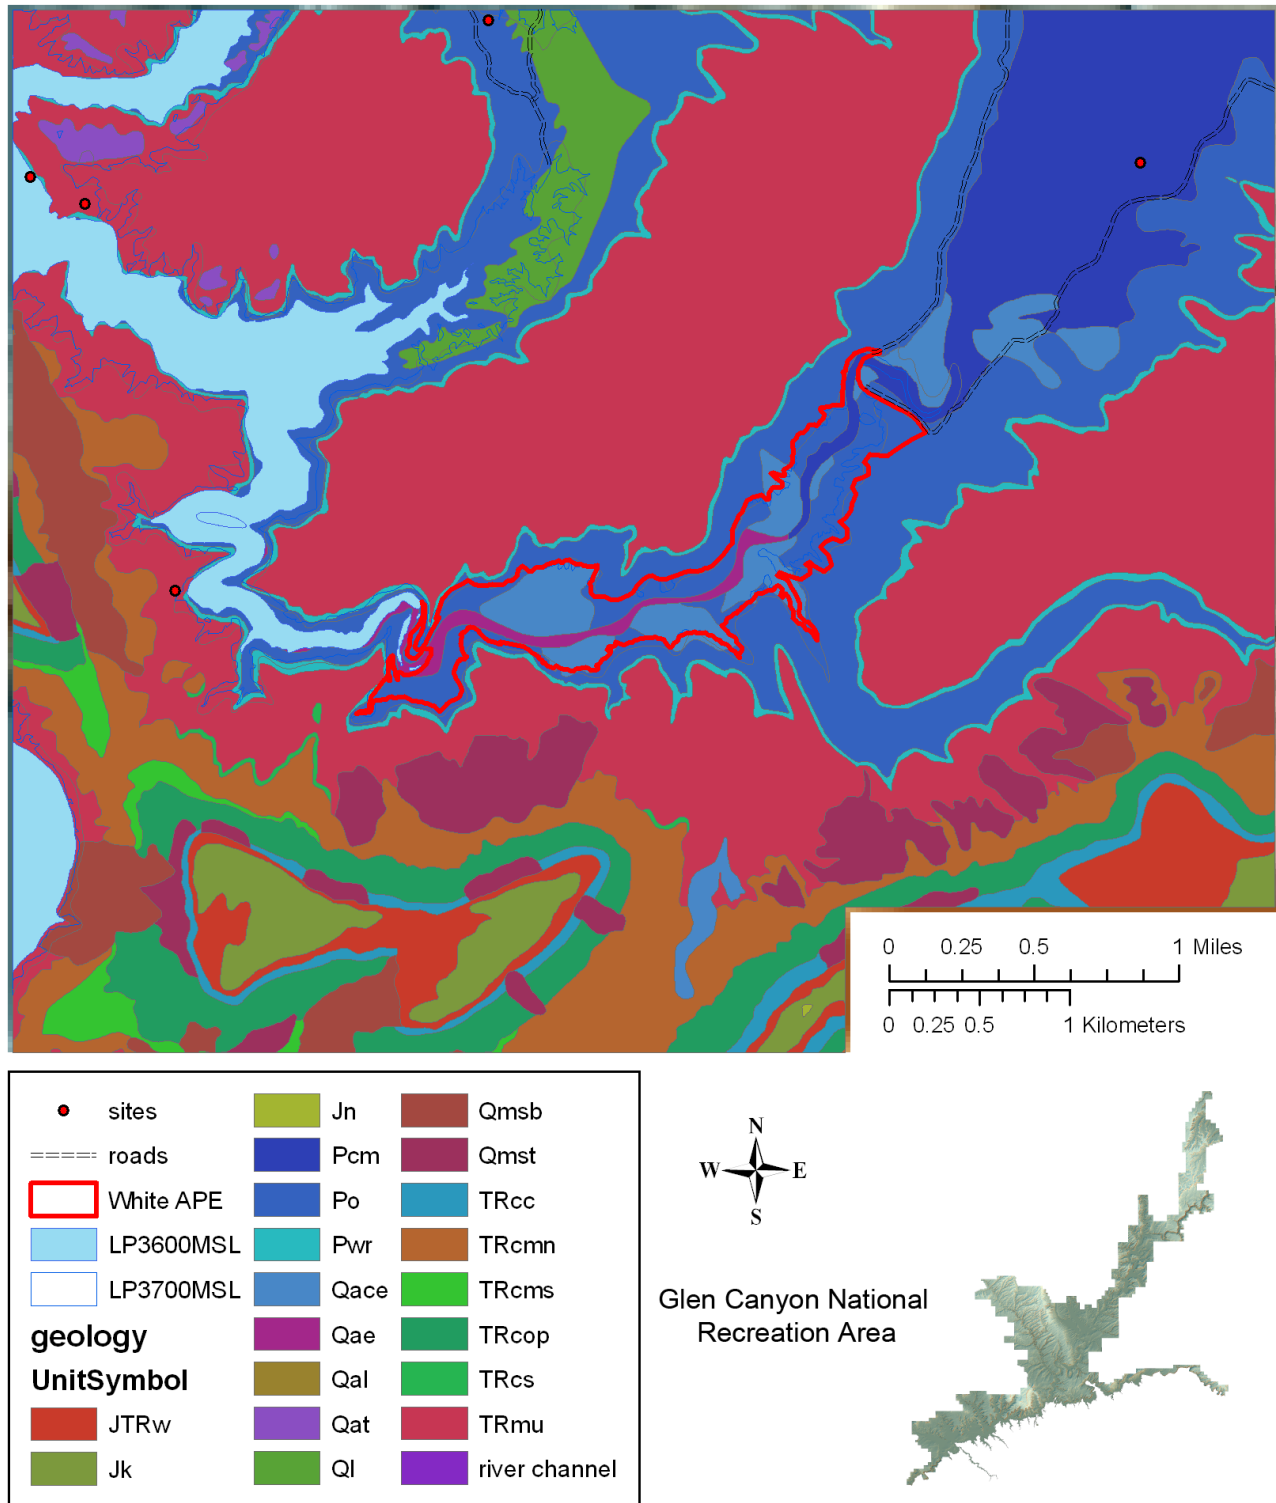 0 0.25 0.5 1 Miles
0 0.25 0.5 1 Kilometers
sites
roads
White APE
LP3600MSL
LP3700MSL
geology
UnitSymbol
JTRw
Jk
Jn
Pcm
Po
Pwr
Qace
Qae
Qal
Qat
Ql
Qmsb
Qmst
TRcc
TRcmn
TRcms
TRcop
TRcs
TRmu
river channel
N
W E
S
Glen Canyon National
Recreation Area